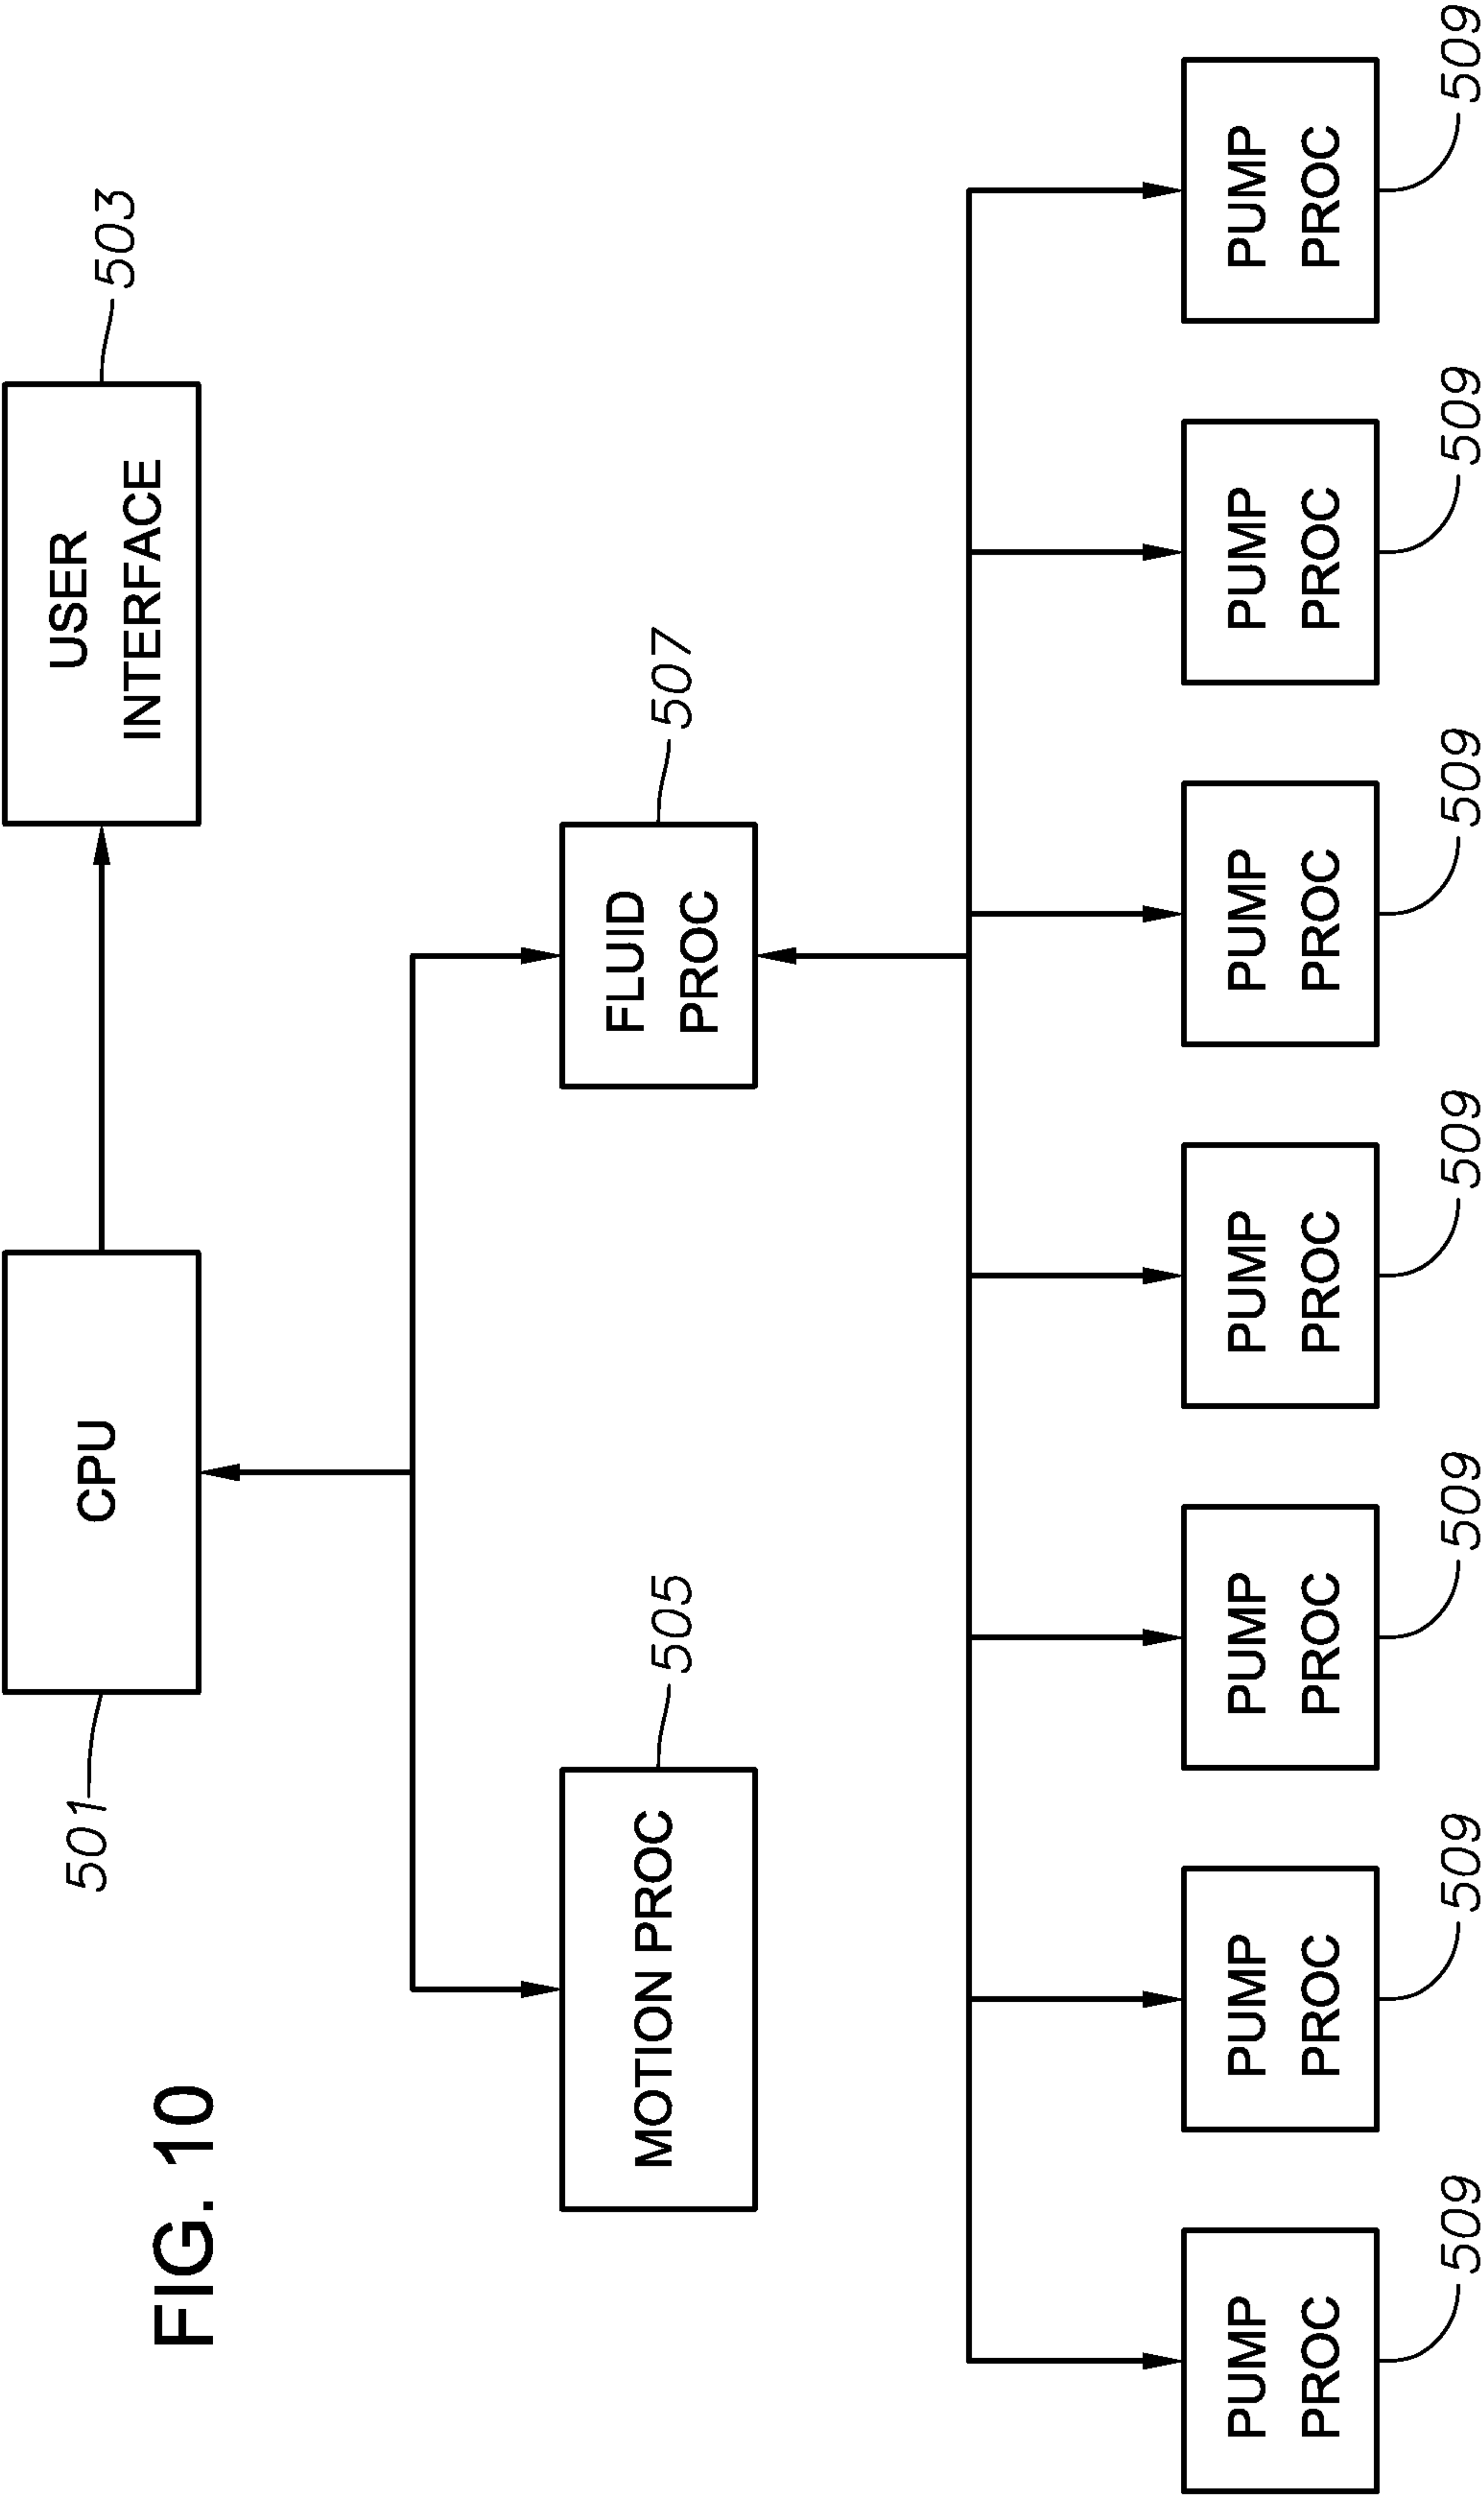 FIG. 10
501
CPU
USER
INTERFACE
503
MOTION PROC
505
FLUID
PROC
507
PUMP
PROC
509
PUMP
PROC
509
PUMP
PROC
509
PUMP
PROC
509
PUMP
PROC
509
PUMP
PROC
509
PUMP
PROC
509